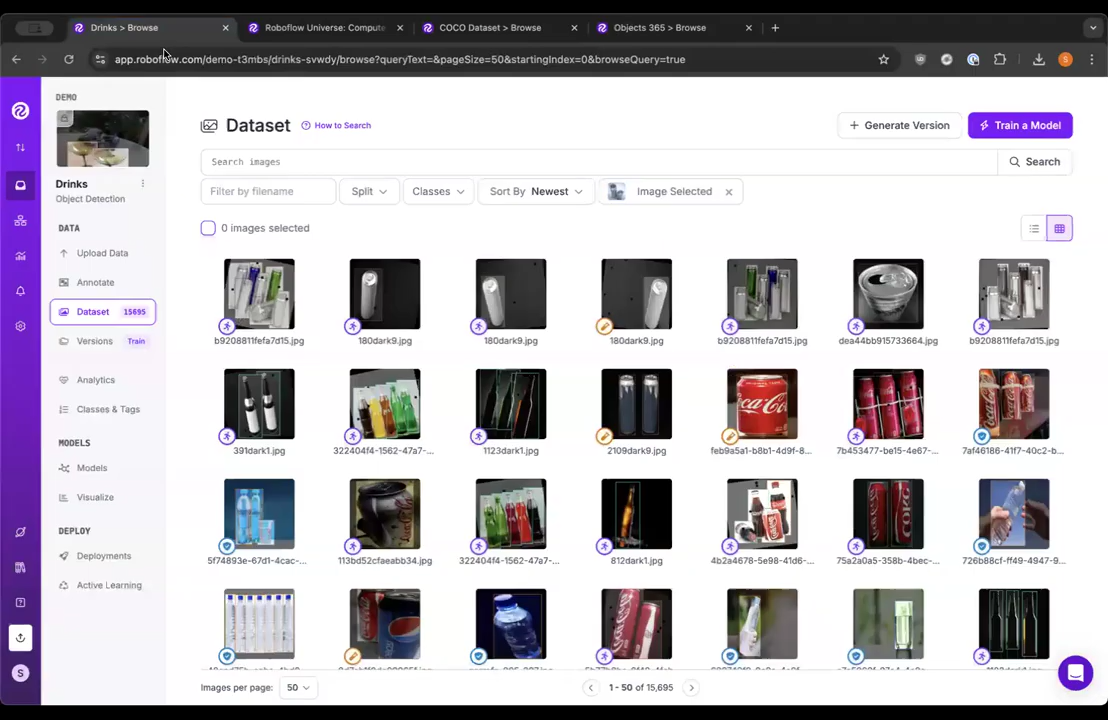 Drinks > Browse
Roboflow Universe: Compute
COCO Dataset > Browse
Objects 365 > Browse
app.roboflow.com/demo-t3mbs/drinks-svwdy/browse?queryText=&pageSize=50&startingIndex=0&browseQuery=true
S
DEMO
Drinks
Object Detection
DATA
Upload Data
Annotate
Dataset 15695
Versions Train
Analytics
Classes & Tags
MODELS
Models
Visualize
DEPLOY
Deployments
Active Learning
S
Dataset
How to Search
Generate Version
Train a Model
Search images
Search
Filter by filename
Split
Classes
Sort By Newest
Image Selected
0 images selected
b9208811fefa7d15.jpg
180dark9.jpg
180dark9.jpg
180dark9.jpg
b9208811fefa7d15.jpg
dea44bb915733664.jpg
b9208811fefa7d15.jpg
391dark1.jpg
322404f4-1562-47a7-...
1123dark1.jpg
2109dark9.jpg
feb9a5a1-b8b1-4d9f-8...
7b453477-be15-4e67-...
7af46186-41f7-40c2-b...
5f74893e-67d1-4cac-...
113bd52cfaeabb34.jpg
322404f4-1562-47a7-...
812dark1.jpg
4b2a4678-5e98-41d6-...
75a2a0a5-358b-4bec-...
726b88cf-ff49-4947-9...
Images per page: 50
1 - 50 of 15,695